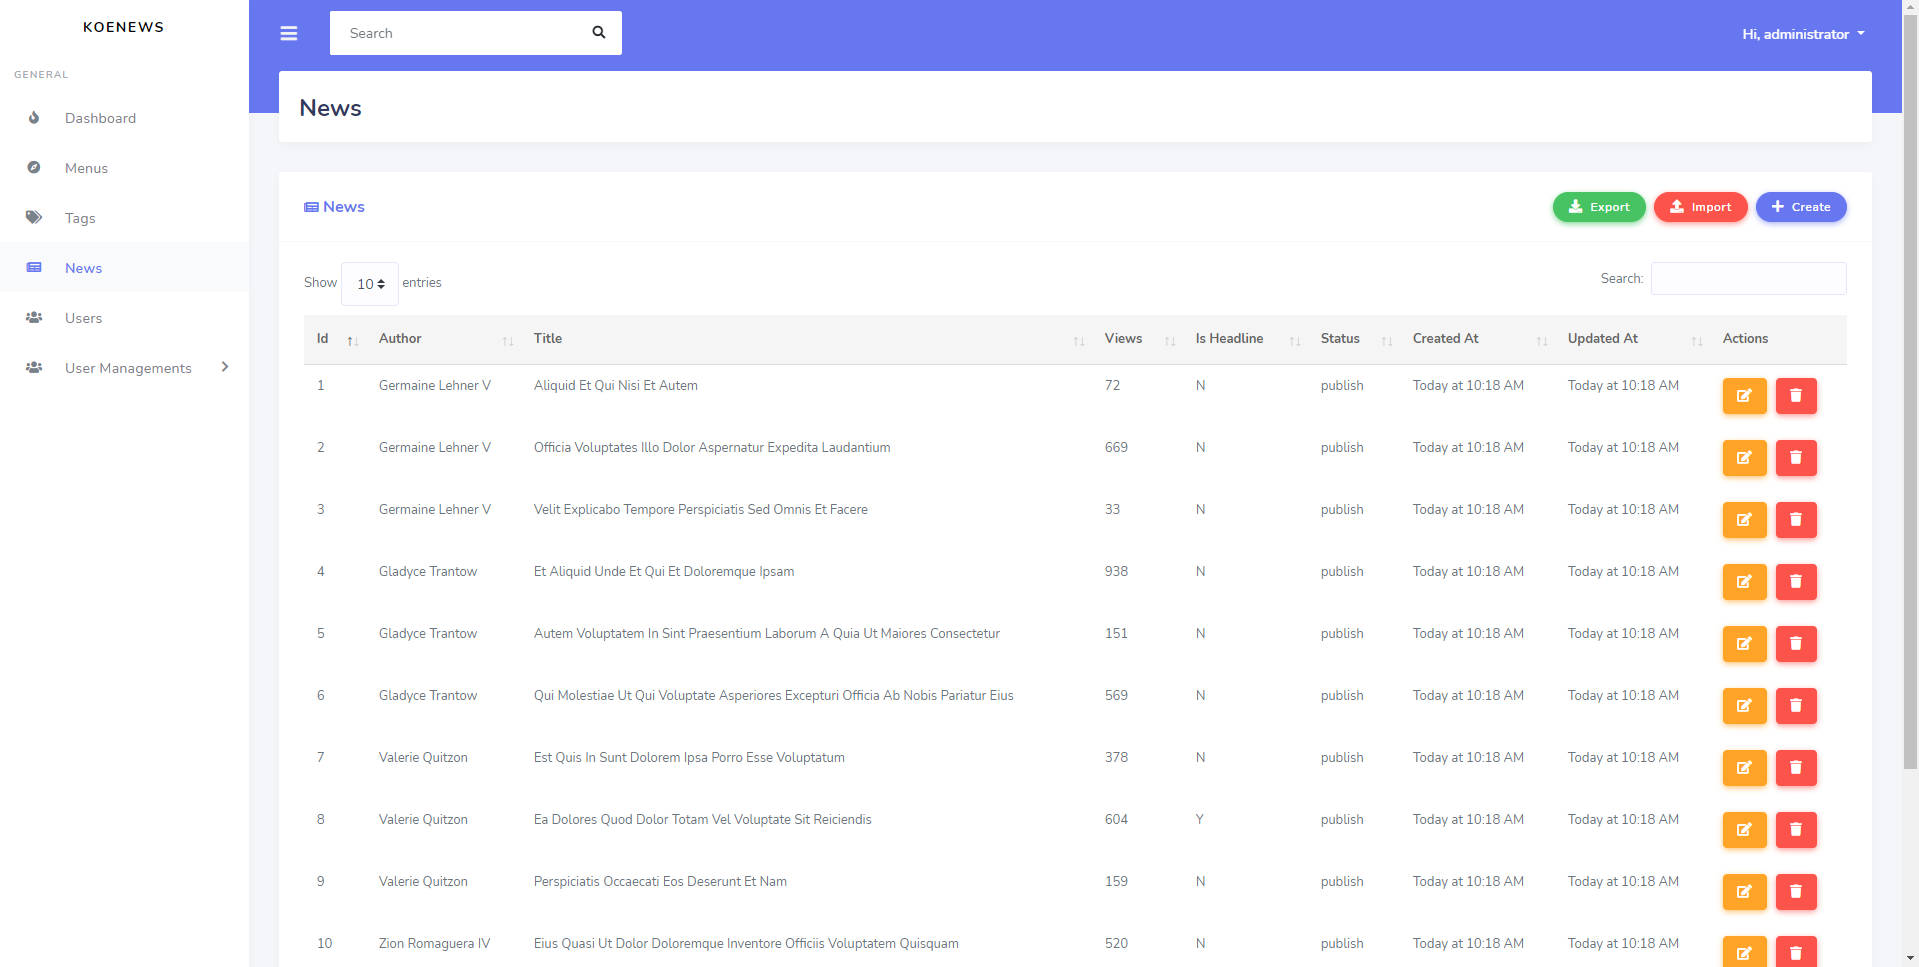 KOENEWS
Search
Hi, administrator
GENERAL
Dashboard
Menus
Tags
News
Users
User Managements
News
News
Export
Import
Create
Show 10 entries
Search:
Id Author Title Views Is Headline Status Created At Updated At Actions
1 Germaine Lehner V Aliquid Et Qui Nisi Et Autem 72 N publish Today at 10:18 AM Today at 10:18 AM
2 Germaine Lehner V Officia Voluptates Illo Dolor Aspernatur Expedita Laudantium 669 N publish Today at 10:18 AM Today at 10:18 AM
3 Germaine Lehner V Velit Explicabo Tempore Perspiciatis Sed Omnis Et Facere 33 N publish Today at 10:18 AM Today at 10:18 AM
4 Gladyce Trantow Et Aliquid Unde Et Qui Et Doloremque Ipsam 938 N publish Today at 10:18 AM Today at 10:18 AM
5 Gladyce Trantow Autem Voluptatem In Sint Praesentium Laborum A Quia Ut Maiores Consectetur 151 N publish Today at 10:18 AM Today at 10:18 AM
6 Gladyce Trantow Qui Molestiae Ut Qui Voluptate Asperiores Excepturi Officia Ab Nobis Pariatur Eius 569 N publish Today at 10:18 AM Today at 10:18 AM
7 Valerie Quitzon Est Quis In Sunt Dolorem Ipsa Porro Esse Voluptatum 378 N publish Today at 10:18 AM Today at 10:18 AM
8 Valerie Quitzon Ea Dolores Quod Dolor Totam Vel Voluptate Sit Reiciendis 604 Y publish Today at 10:18 AM Today at 10:18 AM
9 Valerie Quitzon Perspiciatis Occaecati Eos Deserunt Et Nam 159 N publish Today at 10:18 AM Today at 10:18 AM
10 Zion Romaguera IV Eius Quasi Ut Dolor Doloremque Inventore Officiis Voluptatem Quisquam 520 N publish Today at 10:18 AM Today at 10:18 AM